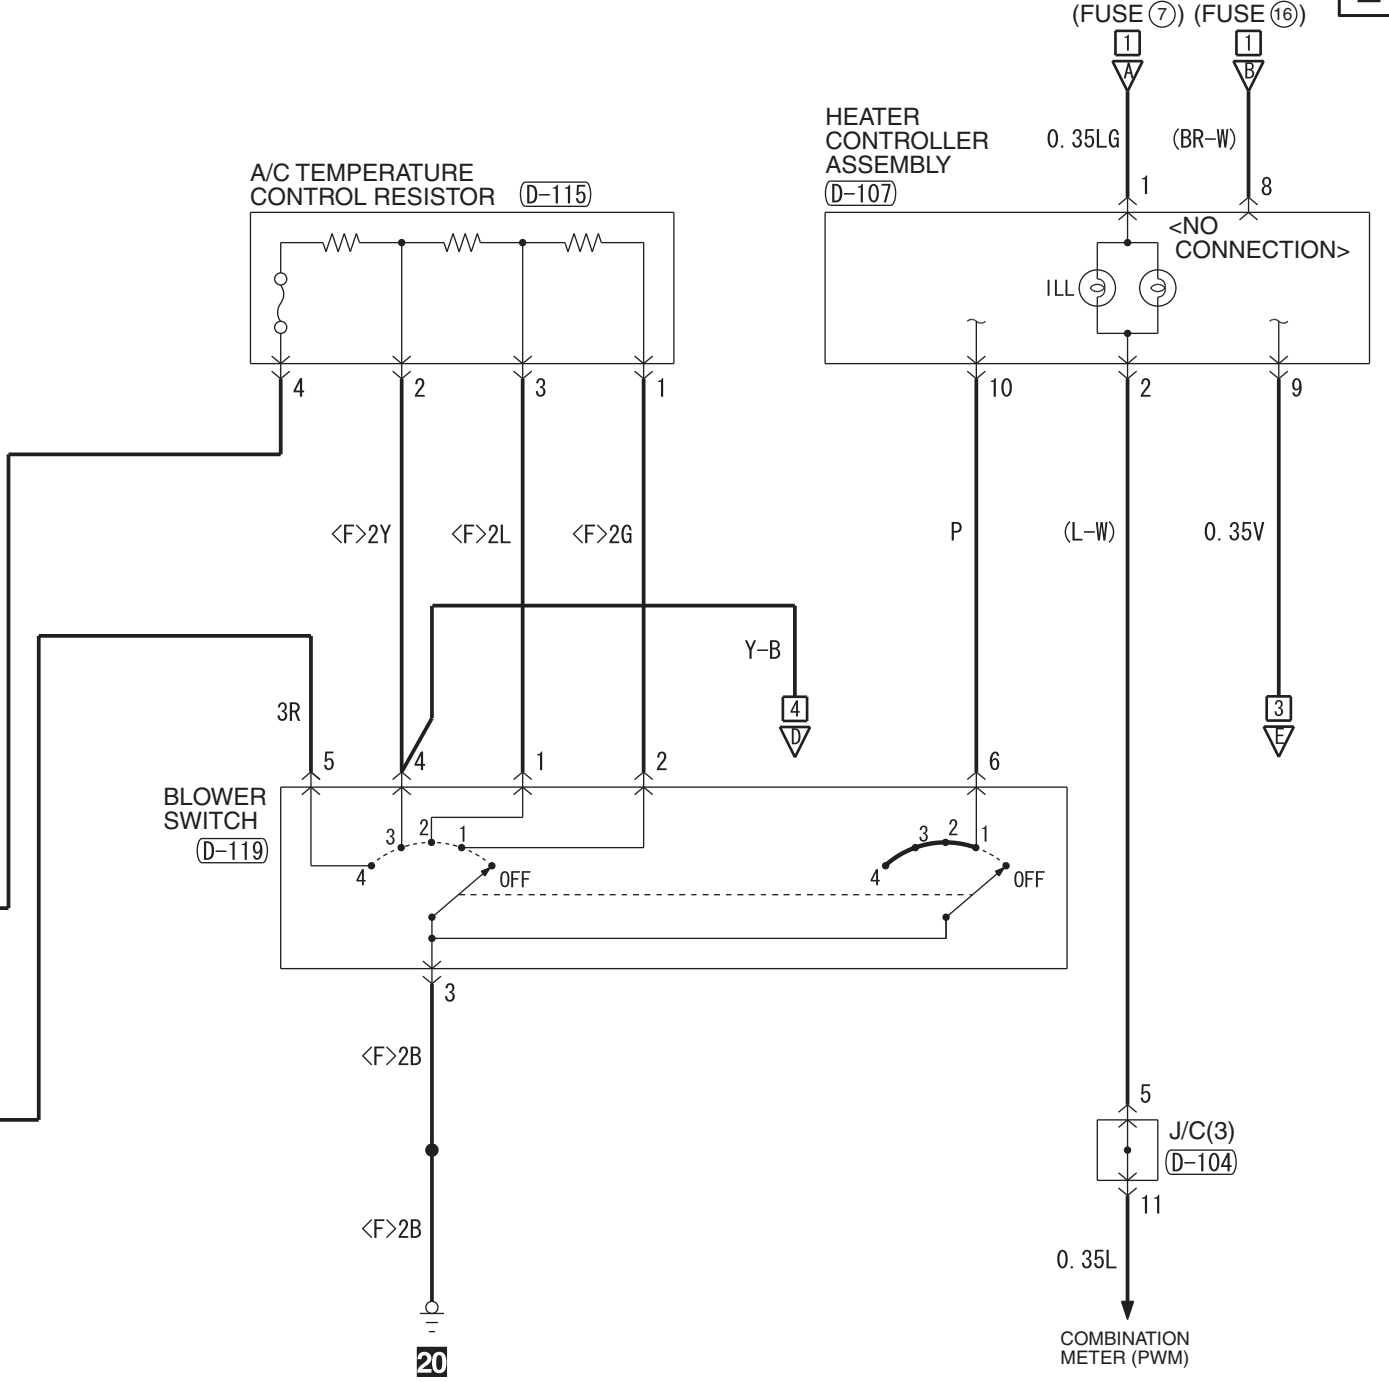 (FUSE 7) (FUSE 16)
1 1
A B
HEATER
CONTROLLER
ASSEMBLY
D-107
0.35LG (BR-W)
1 8
A/C TEMPERATURE
CONTROL RESISTOR D-115
<NO
CONNECTION>
ILL
4 2 3 1 10 2 9
<F>2Y <F>2L <F>2G P (L-W) 0.35V
Y-B
3R
4 3
D E
5 4 1 2 6
BLOWER
SWITCH
D-119
4 3 2 1 OFF
4 3 2 1 OFF
3
<F>2B
5
J/C(3)
D-104
11
<F>2B
0.35L
COMBINATION
METER (PWM)
20